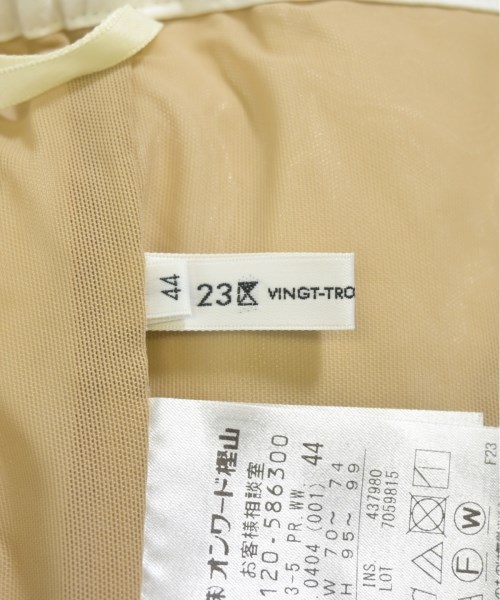 44
23区 VINGT-TRO
㈱オンワード樫山
お客様相談室
120-586300
3-5 PR.WW
0404 (001) 44
W 70～ 74
H 95～ 99
INS. 437980
LOT 7059815
F W
F23